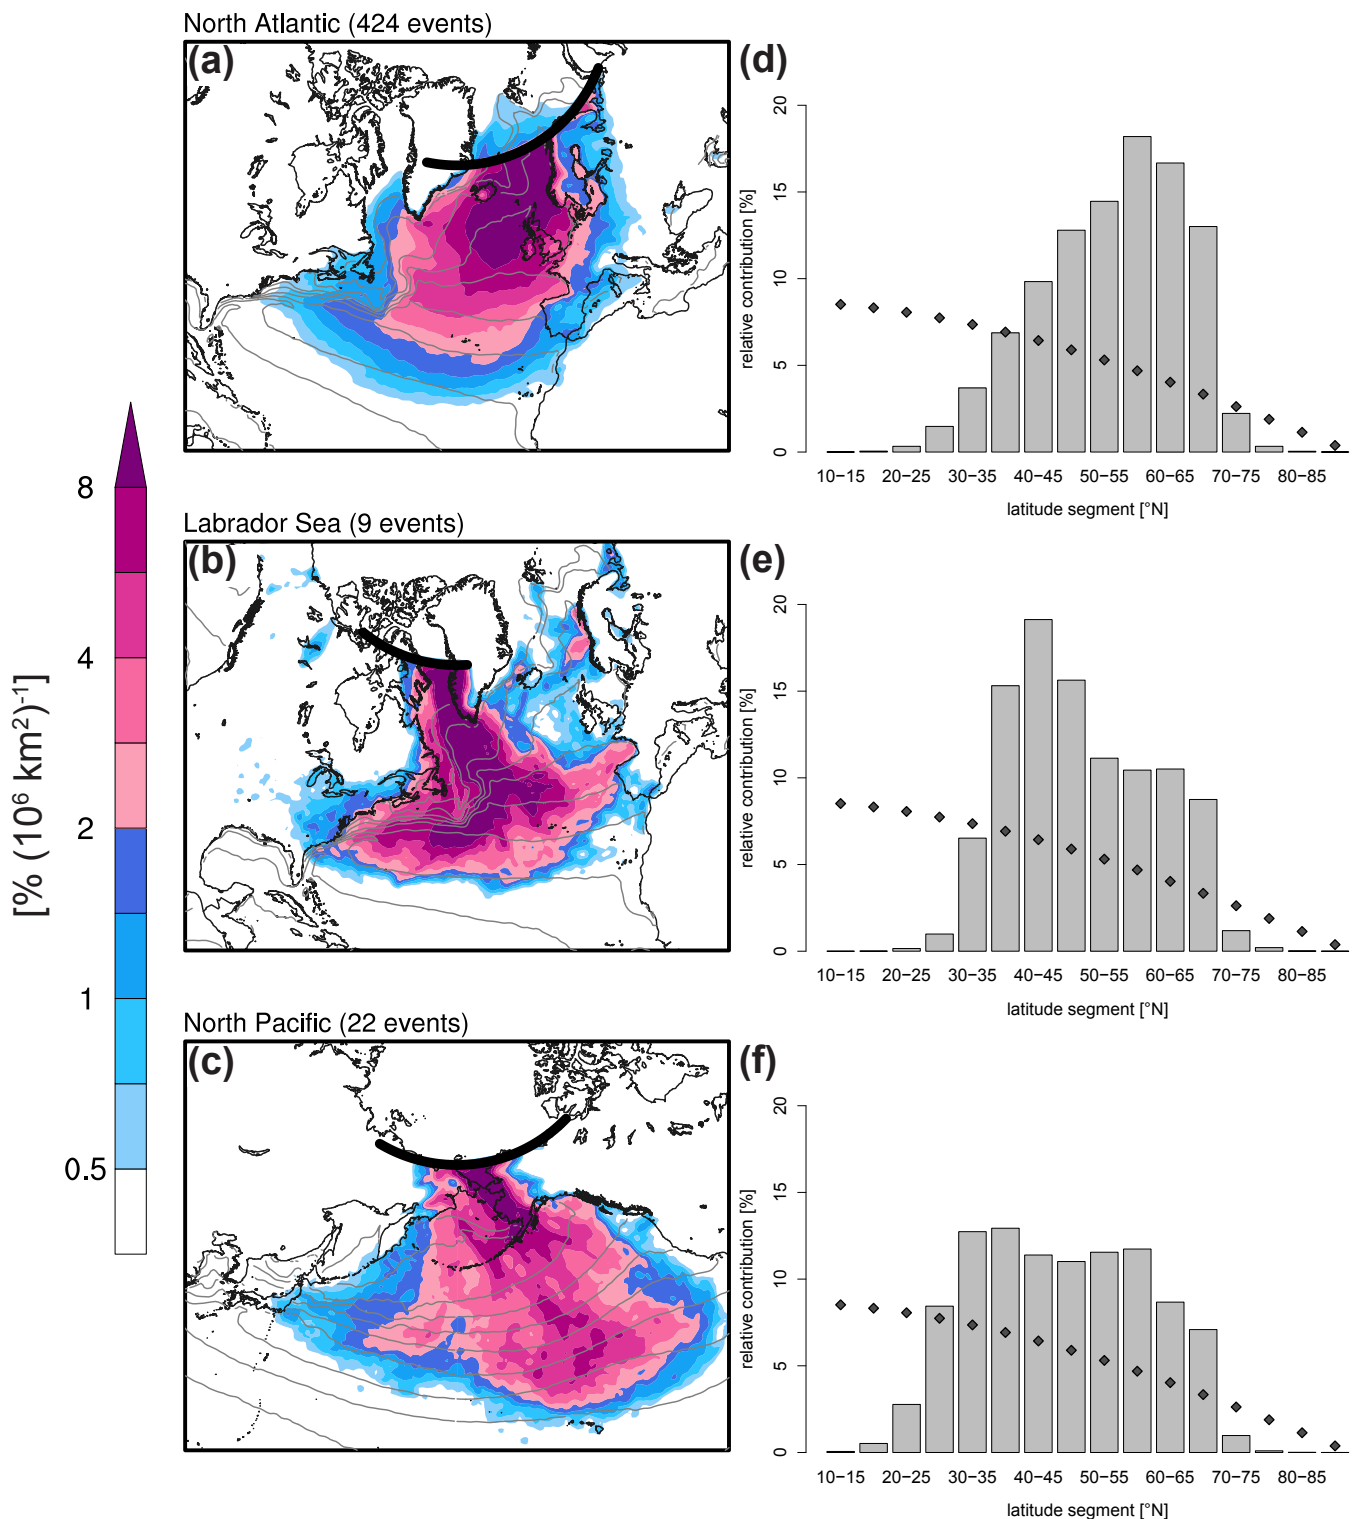 North Atlantic (424 events)
(a)
(d)
20
15
10
5
0
relative contribution [%]
10−15 20−25 30−35 40−45 50−55 60−65 70−75 80−85
latitude segment [°N]
[% (10⁶ km²)⁻¹]
8
4
2
1
0.5
Labrador Sea (9 events)
(b)
(e)
20
15
10
5
0
relative contribution [%]
10−15 20−25 30−35 40−45 50−55 60−65 70−75 80−85
latitude segment [°N]
North Pacific (22 events)
(c)
(f)
20
15
10
5
0
relative contribution [%]
10−15 20−25 30−35 40−45 50−55 60−65 70−75 80−85
latitude segment [°N]